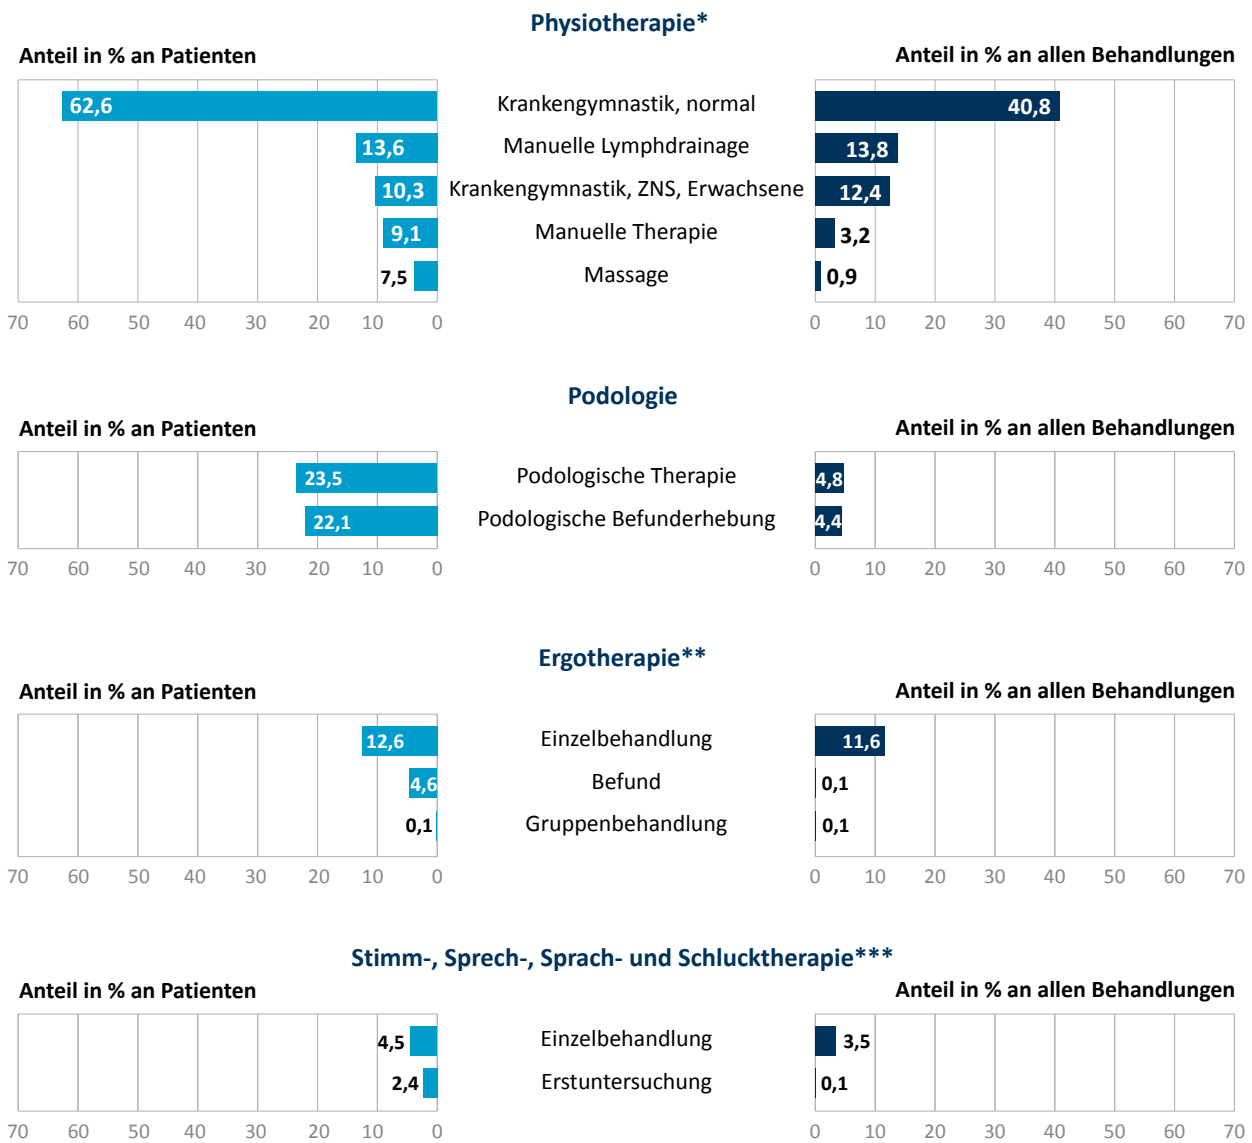 Physiotherapie*
Anteil in % an Patienten
Anteil in % an allen Behandlungen
62,6 Krankengymnastik, normal 40,8
13,6 Manuelle Lymphdrainage 13,8
10,3 Krankengymnastik, ZNS, Erwachsene 12,4
9,1 Manuelle Therapie 3,2
7,5 Massage 0,9
70 60 50 40 30 20 10 0 0 10 20 30 40 50 60 70
Podologie
Anteil in % an Patienten
Anteil in % an allen Behandlungen
23,5 Podologische Therapie 4,8
22,1 Podologische Befunderhebung 4,4
70 60 50 40 30 20 10 0 0 10 20 30 40 50 60 70
Ergotherapie**
Anteil in % an Patienten
Anteil in % an allen Behandlungen
12,6 Einzelbehandlung 11,6
4,6 Befund 0,1
0,1 Gruppenbehandlung 0,1
70 60 50 40 30 20 10 0 0 10 20 30 40 50 60 70
Stimm-, Sprech-, Sprach- und Schlucktherapie***
Anteil in % an Patienten
Anteil in % an allen Behandlungen
4,5 Einzelbehandlung 3,5
2,4 Erstuntersuchung 0,1
70 60 50 40 30 20 10 0 0 10 20 30 40 50 60 70